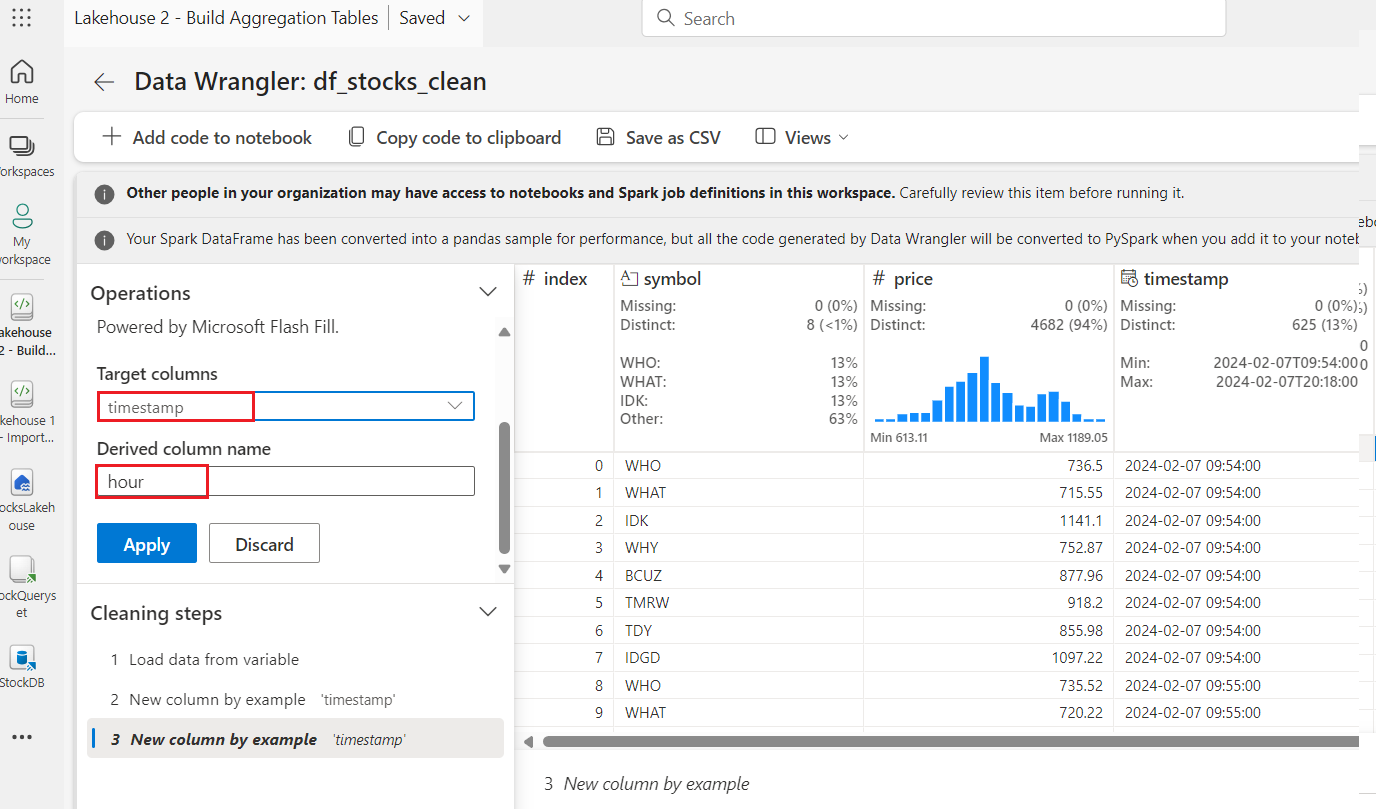 Lakehouse 2 - Build Aggregation Tables
Saved
Search
Home
orkspaces
My
workspace
akehouse
2 - Build...
kehouse 1
- Import...
ocksLakeh
ouse
ockQuerys
et
StockDB
Data Wrangler: df_stocks_clean
Add code to notebook
Copy code to clipboard
Save as CSV
Views
Other people in your organization may have access to notebooks and Spark job definitions in this workspace. Carefully review this item before running it.
Your Spark DataFrame has been converted into a pandas sample for performance, but all the code generated by Data Wrangler will be converted to PySpark when you add it to your noteb
Operations
Powered by Microsoft Flash Fill.
Target columns
timestamp
Derived column name
hour
Apply
Discard
Cleaning steps
1 Load data from variable
2 New column by example 'timestamp'
3 New column by example 'timestamp'
# index
symbol
Missing: 0 (0%)
Distinct: 8 (<1%)
WHO: 13%
WHAT: 13%
IDK: 13%
Other: 63%
# price
Missing: 0 (0%)
Distinct: 4682 (94%)
Min 613.11 Max 1189.05
timestamp
Missing: 0 (0%)
Distinct: 625 (13%)
Min: 2024-02-07T09:54:00
Max: 2024-02-07T20:18:00
0 WHO 736.5 2024-02-07 09:54:00
1 WHAT 715.55 2024-02-07 09:54:00
2 IDK 1141.1 2024-02-07 09:54:00
3 WHY 752.87 2024-02-07 09:54:00
4 BCUZ 877.96 2024-02-07 09:54:00
5 TMRW 918.2 2024-02-07 09:54:00
6 TDY 855.98 2024-02-07 09:54:00
7 IDGD 1097.22 2024-02-07 09:54:00
8 WHO 735.52 2024-02-07 09:55:00
9 WHAT 720.22 2024-02-07 09:55:00
3 New column by example